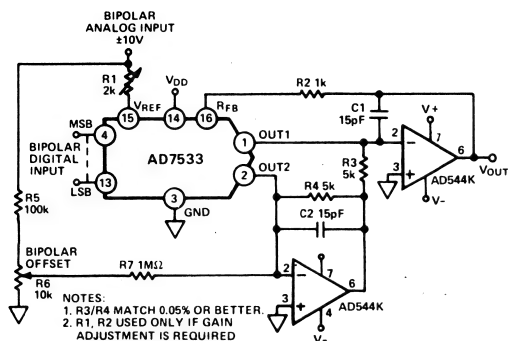 BIPOLAR
ANALOG INPUT
±10V
R1
2k
VDD
R2 1k
VREF
RFB
C1
15pF
V+
MSB
4
15
14
16
BIPOLAR
DIGITAL
INPUT
AD7533
1
OUT1
2
OUT2
2
7
6
3
VOUT
AD544K
V-
R3
5k
R4 5k
C2 15pF
LSB
13
3
GND
R5
100k
BIPOLAR
OFFSET
R6
10k
R7 1MΩ
2
7
6
3
4
AD544K
V-
NOTES:
1. R3/R4 MATCH 0.05% OR BETTER.
2. R1, R2 USED ONLY IF GAIN
ADJUSTMENT IS REQUIRED